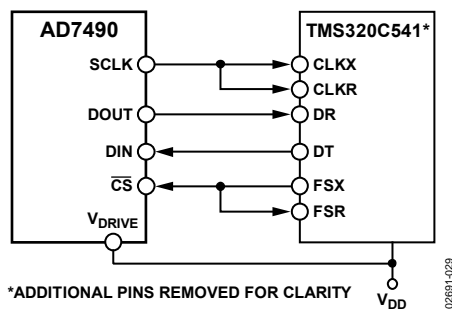 AD7490
TMS320C541*
SCLK
CLKX
CLKR
DOUT
DR
DIN
DT
CS
FSX
FSR
VDRIVE
*ADDITIONAL PINS REMOVED FOR CLARITY
VDD
02691-029